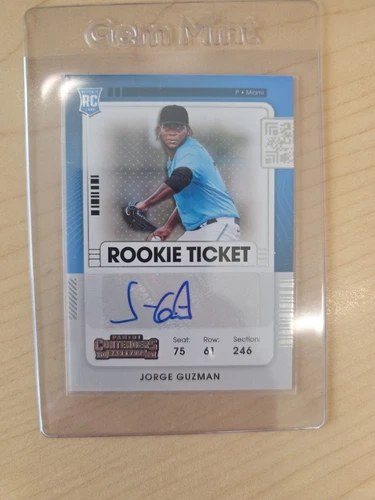 Gem Mint
RC
P • Miami
ROOKIE TICKET
Seat: Row: Section:
75 61 246
PANINI
CONTENDERS
JORGE GUZMAN